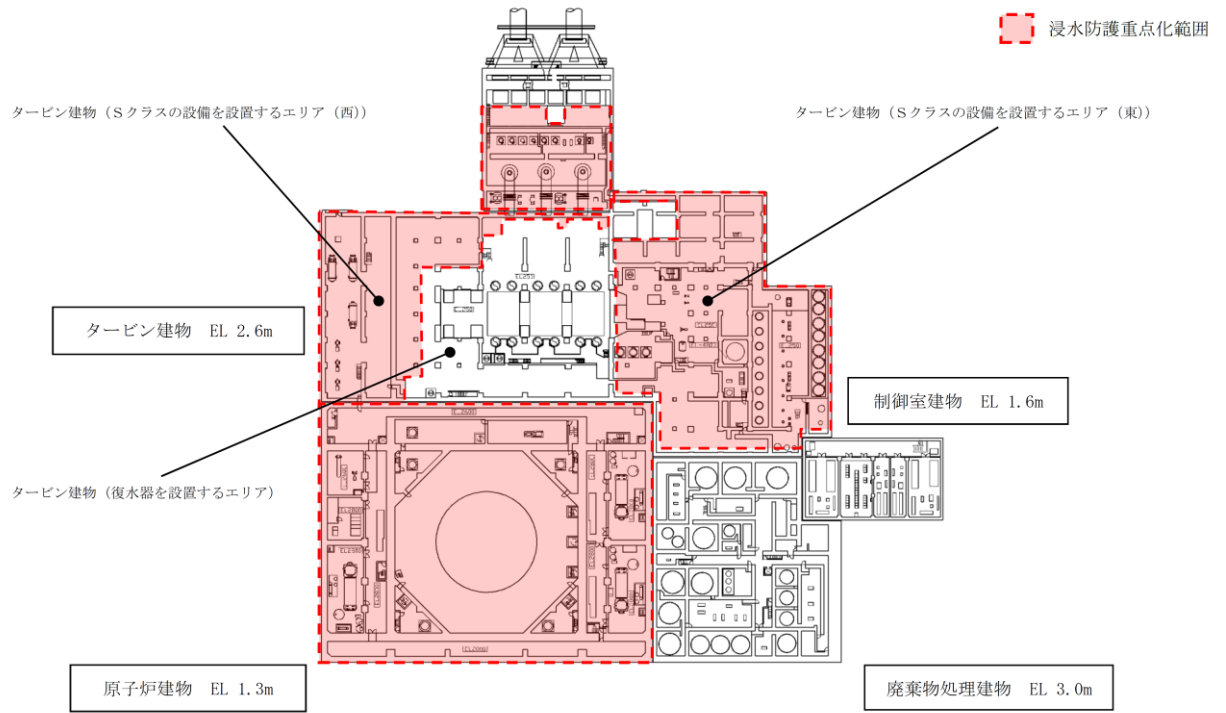 浸水防護重点化範囲
タービン建物(Sクラスの設備を設置するエリア(西))
タービン建物(Sクラスの設備を設置するエリア(東))
タービン建物 EL 2.6m
制御室建物 EL 1.6m
タービン建物(復水器を設置するエリア)
原子炉建物 EL 1.3m
廃棄物処理建物 EL 3.0m